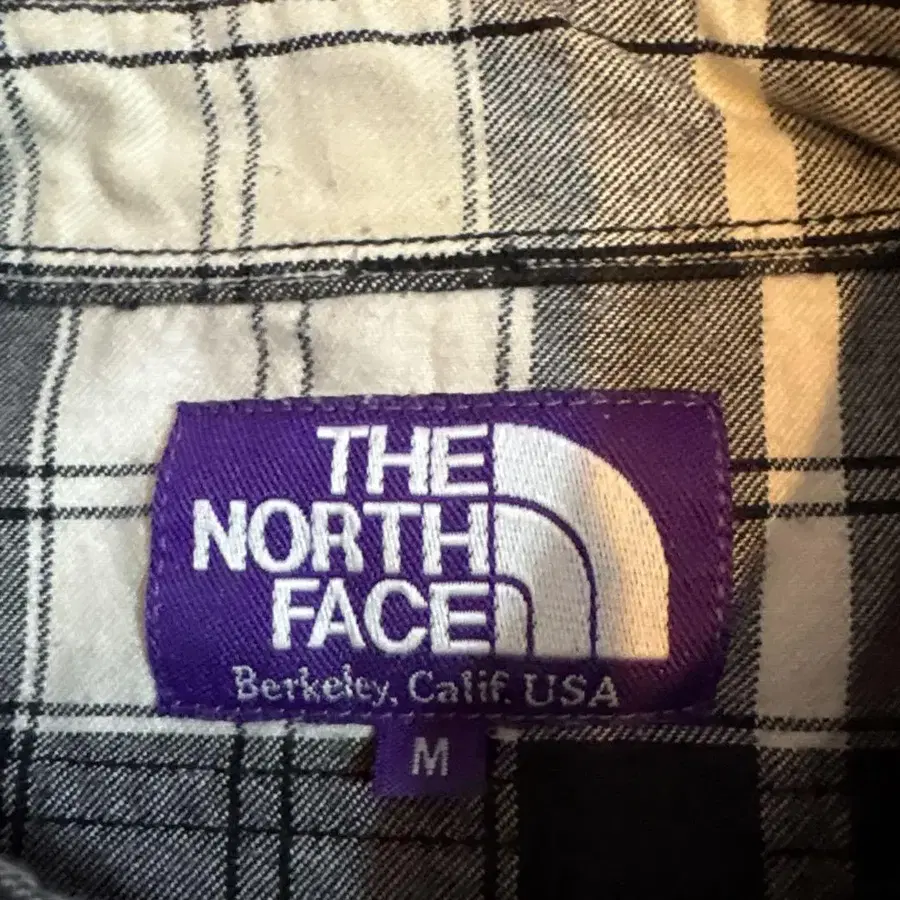 THE
NORTH
FACE
Berkeley, Calif. USA
M